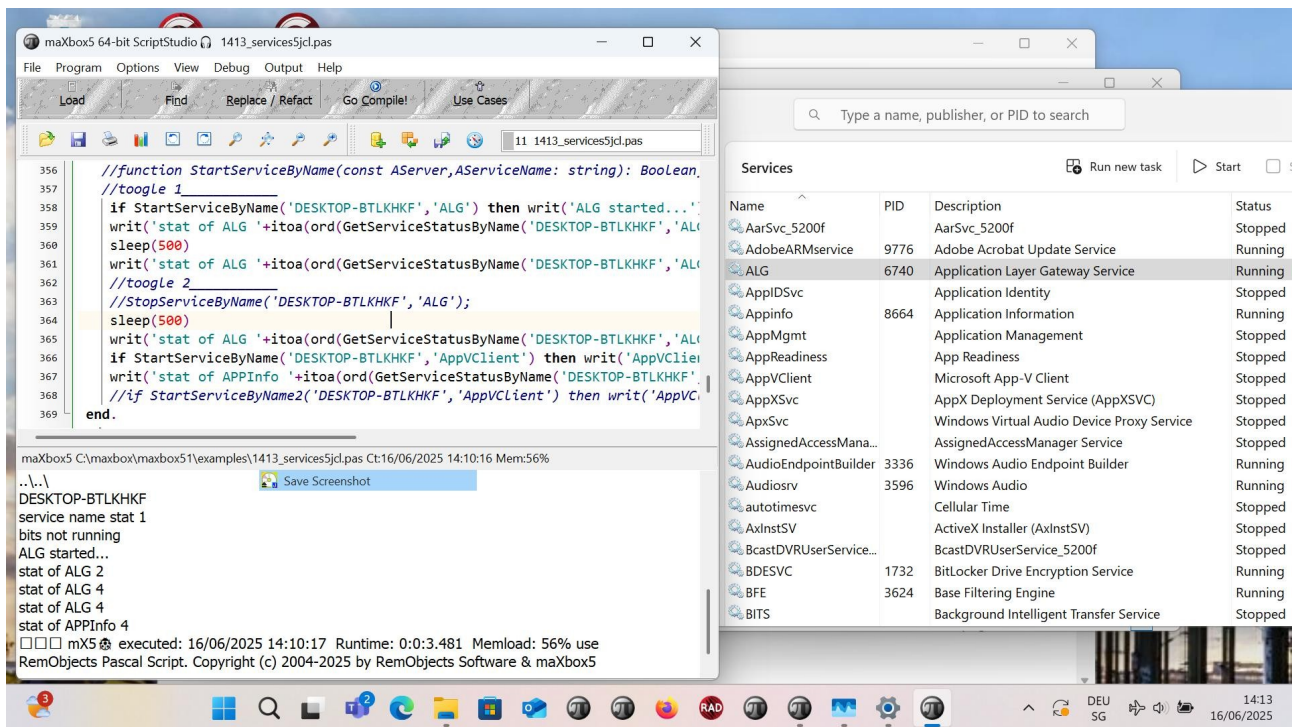 maXbox5 64-bit ScriptStudio 1413_services5jcl.pas
File Program Options View Debug Output Help
Load Find Replace / Refact Go Compile! Use Cases
11 1413_services5jcl.pas
356 //function StartServiceByName(const AServer,AServiceName: string): Boolean
357 //toogle 1____________
358 if StartServiceByName('DESKTOP-BTLKHKF','ALG') then writ('ALG started...'
359 writ('stat of ALG '+itoa(ord(GetServiceStatusByName('DESKTOP-BTLKHKF','ALG
360 sleep(500)
361 writ('stat of ALG '+itoa(ord(GetServiceStatusByName('DESKTOP-BTLKHKF','ALG
362 //toogle 2____________
363 //StopServiceByName('DESKTOP-BTLKHKF','ALG');
364 sleep(500)
365 writ('stat of ALG '+itoa(ord(GetServiceStatusByName('DESKTOP-BTLKHKF','ALG
366 if StartServiceByName('DESKTOP-BTLKHKF','AppVClient') then writ('AppVClien
367 writ('stat of APPInfo '+itoa(ord(GetServiceStatusByName('DESKTOP-BTLKHKF'
368 //if StartServiceByName2('DESKTOP-BTLKHKF','AppVClient') then writ('AppVC
369 end.
maXbox5 C:\maxbox\maxbox51\examples\1413_services5jcl.pas Ct:16/06/2025 14:10:16 Mem:56%
Save Screenshot
..\..\
DESKTOP-BTLKHKF
service name stat 1
bits not running
ALG started...
stat of ALG 2
stat of ALG 4
stat of ALG 4
stat of APPInfo 4
mX5 executed: 16/06/2025 14:10:17 Runtime: 0:0:3.481 Memload: 56% use
RemObjects Pascal Script. Copyright (c) 2004-2025 by RemObjects Software & maXbox5
Type a name, publisher, or PID to search
Services Run new task Start
Name PID Description Status
AarSvc_5200f AarSvc_5200f Stopped
AdobeARMservice 9776 Adobe Acrobat Update Service Running
ALG 6740 Application Layer Gateway Service Running
AppIDSvc Application Identity Stopped
Appinfo 8664 Application Information Running
AppMgmt Application Management Stopped
AppReadiness App Readiness Stopped
AppVClient Microsoft App-V Client Stopped
AppXSvc AppX Deployment Service (AppXSVC) Stopped
ApxSvc Windows Virtual Audio Device Proxy Service Stopped
AssignedAccessMana... AssignedAccessManager Service Stopped
AudioEndpointBuilder 3336 Windows Audio Endpoint Builder Running
Audiosrv 3596 Windows Audio Running
autotimesvc Cellular Time Stopped
AxInstSV ActiveX Installer (AxInstSV) Stopped
BcastDVRUserService... BcastDVRUserService_5200f Stopped
BDESVC 1732 BitLocker Drive Encryption Service Running
BFE 3624 Base Filtering Engine Running
BITS Background Intelligent Transfer Service Stopped
3
2
RAD
DEU
SG
14:13
16/06/2025